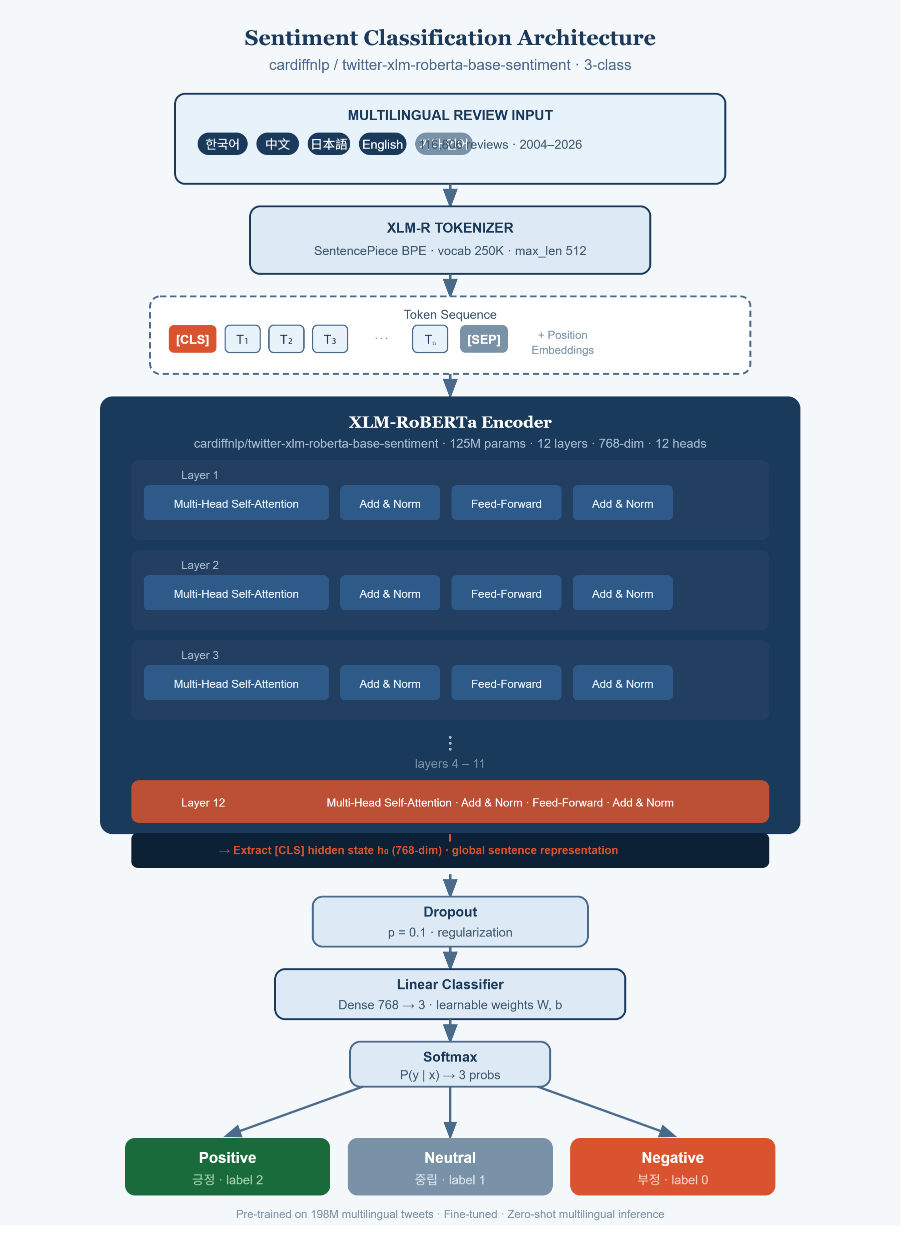 Sentiment Classification Architecture
cardiffnlp / twitter-xlm-roberta-base-sentiment · 3-class
MULTILINGUAL REVIEW INPUT
한국어 中文 日本語 English reviews · 2004–2026
XLM-R TOKENIZER
SentencePiece BPE · vocab 250K · max_len 512
Token Sequence
[CLS] T₁ T₂ T₃ ··· Tₙ [SEP]
+ Position
Embeddings
XLM-RoBERTa Encoder
cardiffnlp/twitter-xlm-roberta-base-sentiment · 125M params · 12 layers · 768-dim · 12 heads
Layer 1
Multi-Head Self-Attention Add & Norm Feed-Forward Add & Norm
Layer 2
Multi-Head Self-Attention Add & Norm Feed-Forward Add & Norm
Layer 3
Multi-Head Self-Attention Add & Norm Feed-Forward Add & Norm
⋮
layers 4 – 11
Layer 12 Multi-Head Self-Attention · Add & Norm · Feed-Forward · Add & Norm
→ Extract [CLS] hidden state h₀ (768-dim) · global sentence representation
Dropout
p = 0.1 · regularization
Linear Classifier
Dense 768 → 3 · learnable weights W, b
Softmax
P(y | x) → 3 probs
Positive Neutral Negative
긍정 · label 2 중립 · label 1 부정 · label 0
Pre-trained on 198M multilingual tweets · Fine-tuned · Zero-shot multilingual inference